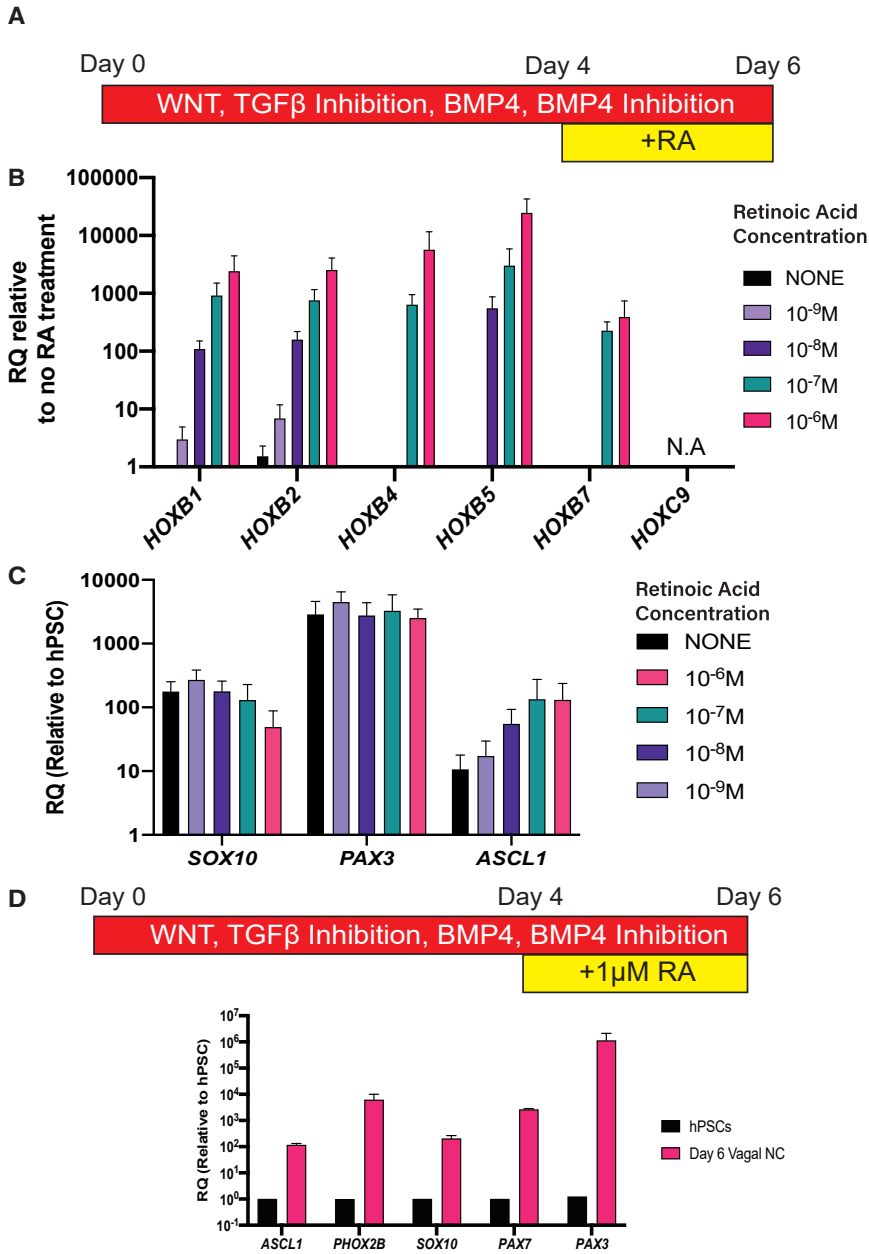 A
Day 0 Day 4 Day 6
WNT, TGFβ Inhibition, BMP4, BMP4 Inhibition
+RA
B
RQ relative
to no RA treatment
100000
10000
1000
100
10
1
HOXB1 HOXB2 HOXB4 HOXB5 HOXB7 HOXC9
N.A
Retinoic Acid
Concentration
NONE
10⁻⁹M
10⁻⁸M
10⁻⁷M
10⁻⁶M
C
RQ (Relative to hPSC)
10000
1000
100
10
1
SOX10 PAX3 ASCL1
Retinoic Acid
Concentration
NONE
10⁻⁶M
10⁻⁷M
10⁻⁸M
10⁻⁹M
D
Day 0 Day 4 Day 6
WNT, TGFβ Inhibition, BMP4, BMP4 Inhibition
+1µM RA
RQ (Relative to hPSC)
10⁷
10⁶
10⁵
10⁴
10³
10²
10¹
10⁰
10⁻¹
ASCL1 PHOX2B SOX10 PAX7 PAX3
hPSCs
Day 6 Vagal NC